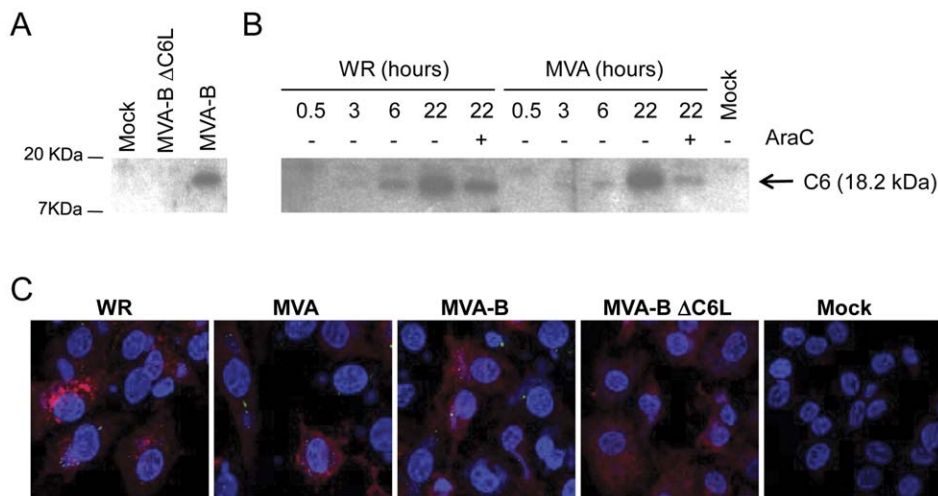 A
Mock
MVA-B ΔC6L
MVA-B
20 KDa
7KDa
B
WR (hours)
MVA (hours)
0.5 3 6 22 22 0.5 3 6 22 22 Mock
- - - - + - - - - + - AraC
C6 (18.2 kDa)
C
WR
MVA
MVA-B
MVA-B ΔC6L
Mock